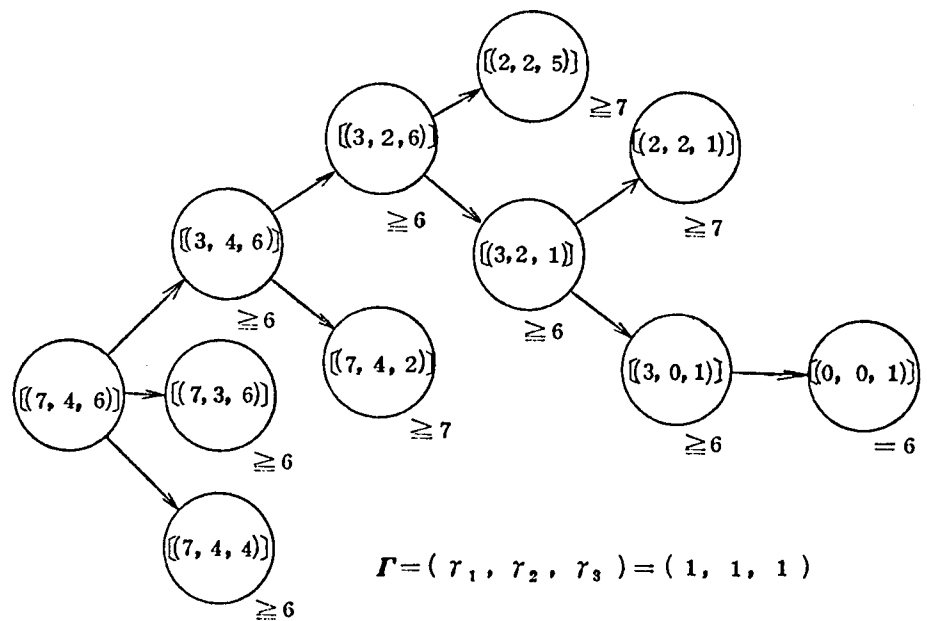 [(2, 2, 5)]
≧7
[(3, 2, 6)]
≧6
[(2, 2, 1)]
≧7
[(3, 4, 6)]
≧6
[(3, 2, 1)]
≧6
[(7, 4, 6)]
[(7, 3, 6)]
≧6
[(7, 4, 2)]
≧7
[(3, 0, 1)]
≧6
[(0, 0, 1)]
=6
[(7, 4, 4)]
≧6
Γ=( γ₁ , γ₂ , γ₃ )=( 1, 1, 1 )